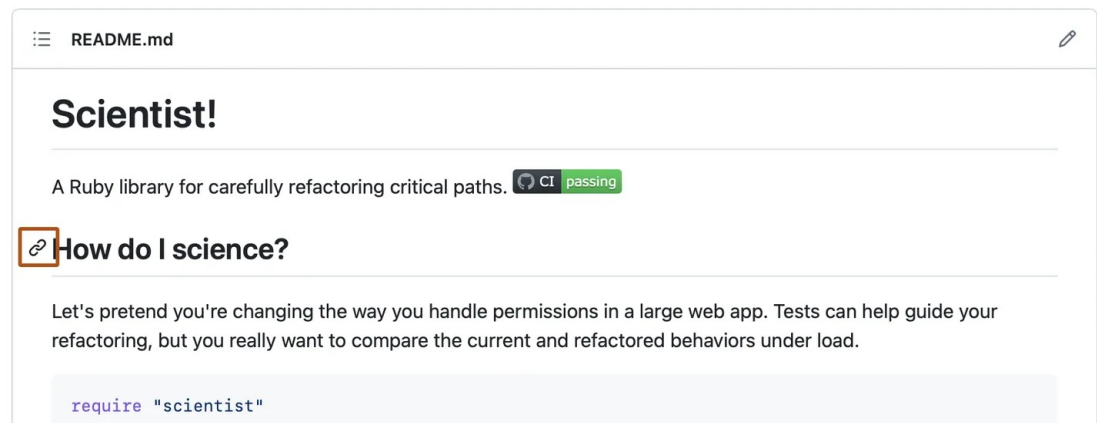 README.md
Scientist!
A Ruby library for carefully refactoring critical paths. CI passing
How do I science?
Let's pretend you're changing the way you handle permissions in a large web app. Tests can help guide your
refactoring, but you really want to compare the current and refactored behaviors under load.
require "scientist"